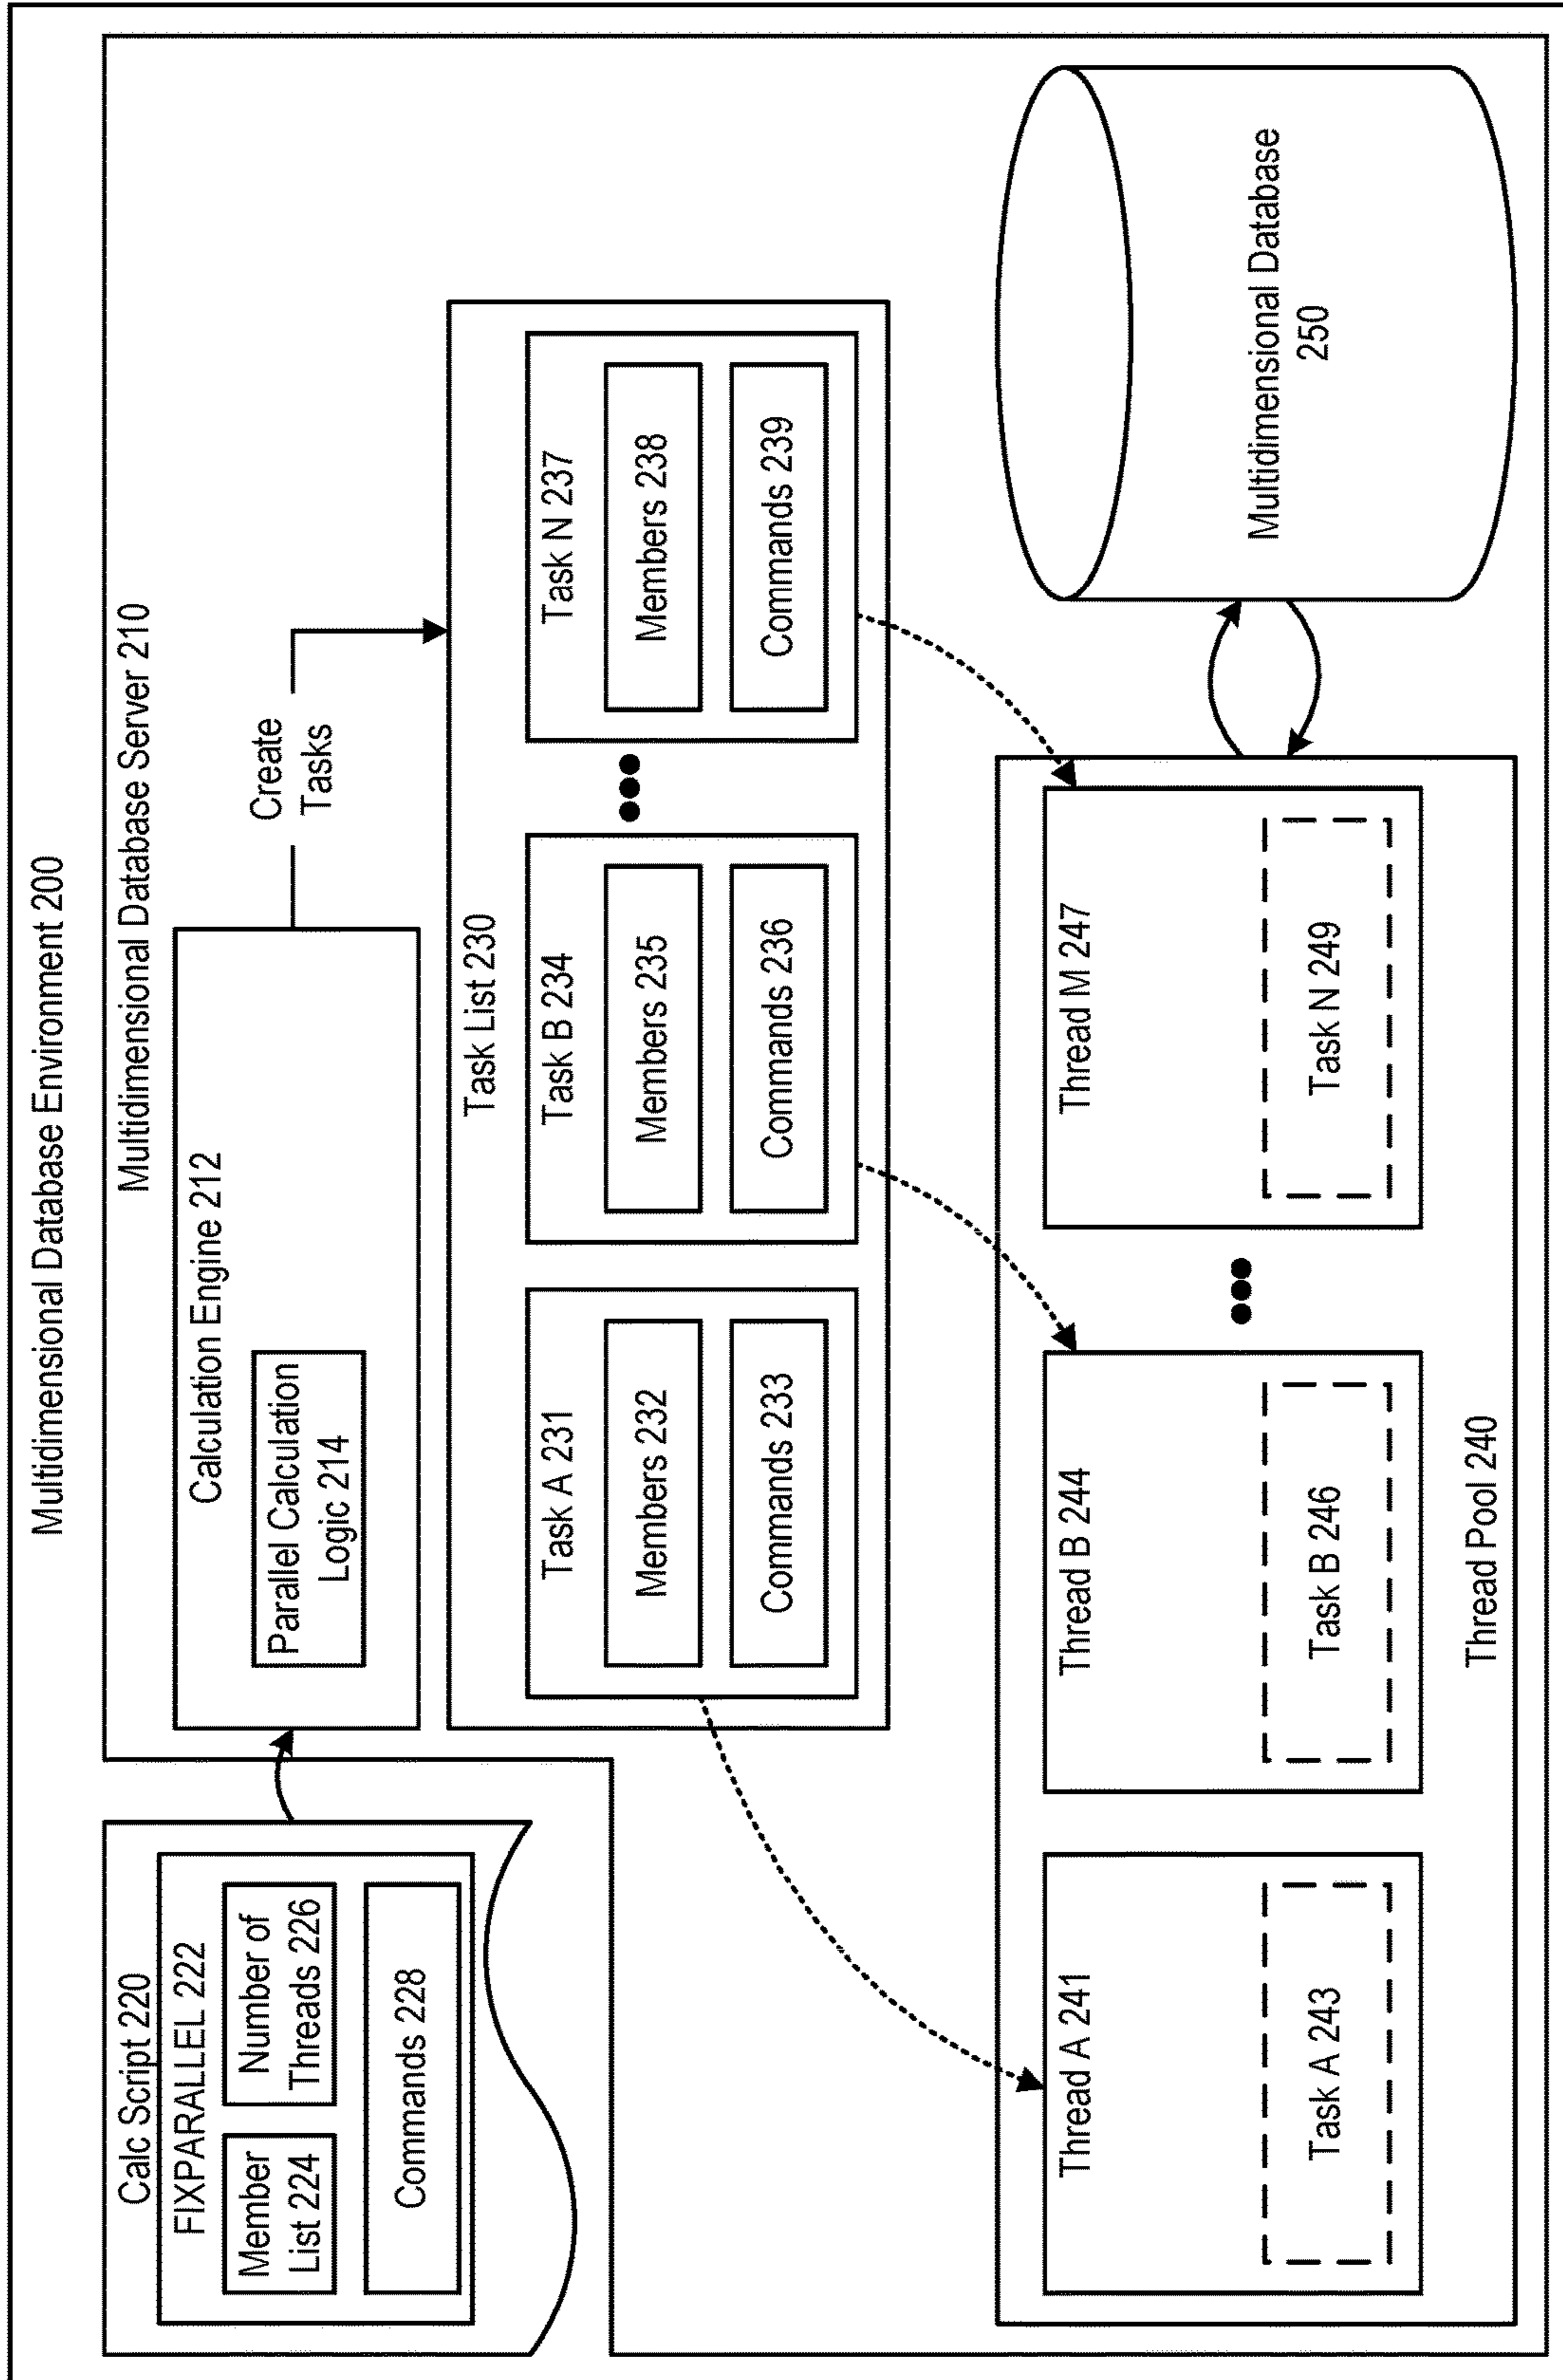 Multidimensional Database Environment 200
Calc Script 220
FIXPARALLEL 222
Member
List 224
Number of
Threads 226
Commands 228
Multidimensional Database Server 210
Calculation Engine 212
Parallel Calculation
Logic 214
Create
Tasks
Task List 230
Task A 231
Members 232
Commands 233
Task B 234
Members 235
Commands 236
Task N 237
Members 238
Commands 239
Thread A 241
Task A 243
Thread B 244
Task B 246
Thread M 247
Task N 249
Thread Pool 240
Multidimensional Database
250